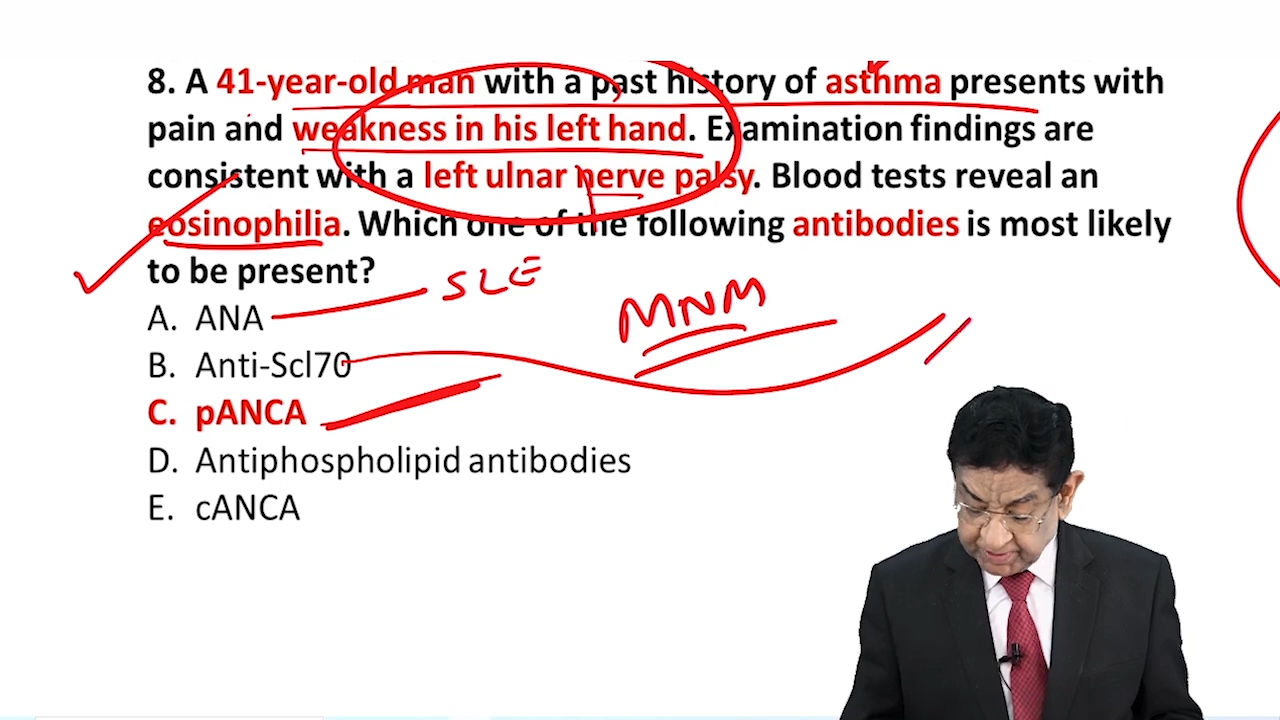 8. A 41-year-old man with a past history of asthma presents with
pain and weakness in his left hand. Examination findings are
consistent with a left ulnar nerve palsy. Blood tests reveal an
eosinophilia. Which one of the following antibodies is most likely
to be present?
SLE
A. ANA
MNM
B. Anti-Scl70
C. pANCA
D. Antiphospholipid antibodies
E. cANCA